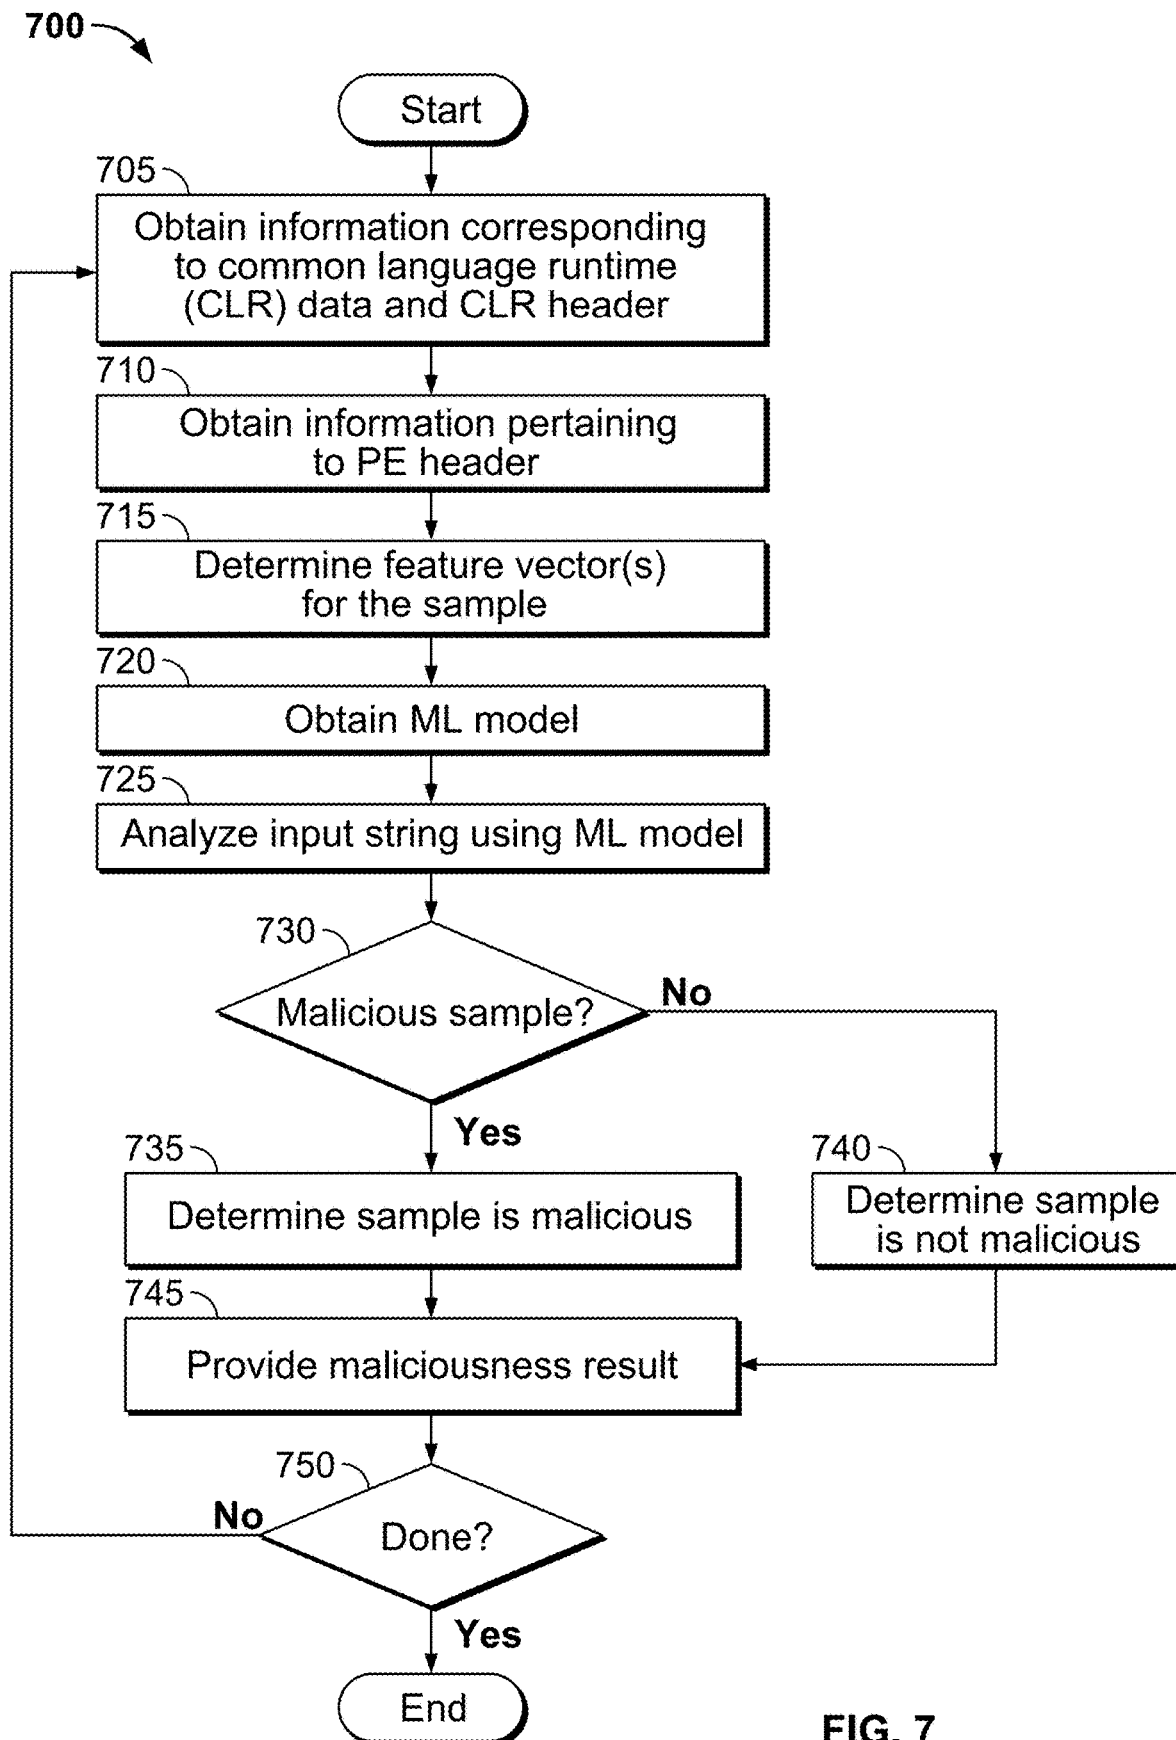 700
Start
705
Obtain information corresponding
to common language runtime
(CLR) data and CLR header
710
Obtain information pertaining
to PE header
715
Determine feature vector(s)
for the sample
720
Obtain ML model
725
Analyze input string using ML model
730
Malicious sample?
No
Yes
735
Determine sample is malicious
740
Determine sample
is not malicious
745
Provide maliciousness result
750
No
Done?
Yes
End
FIG. 7